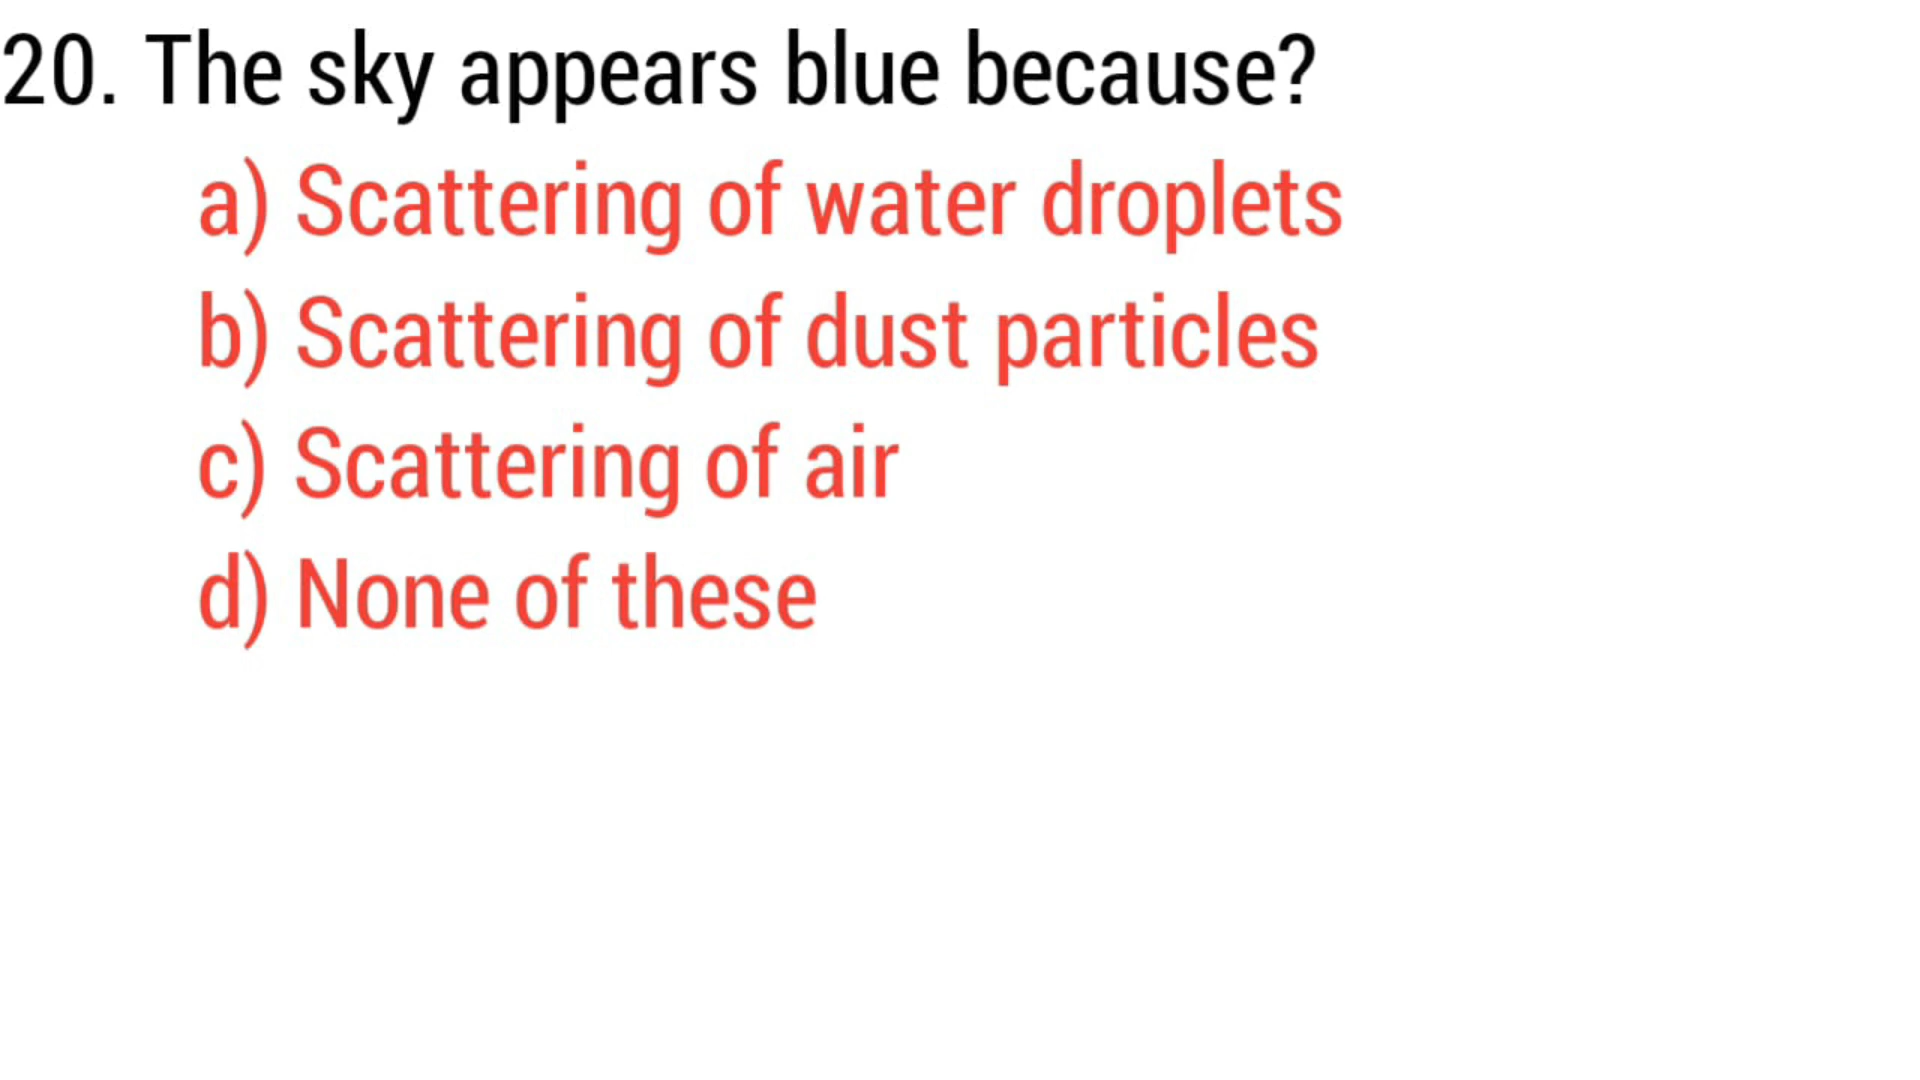 20. The sky appears blue because?
a) Scattering of water droplets
b) Scattering of dust particles
c) Scattering of air
d) None of these